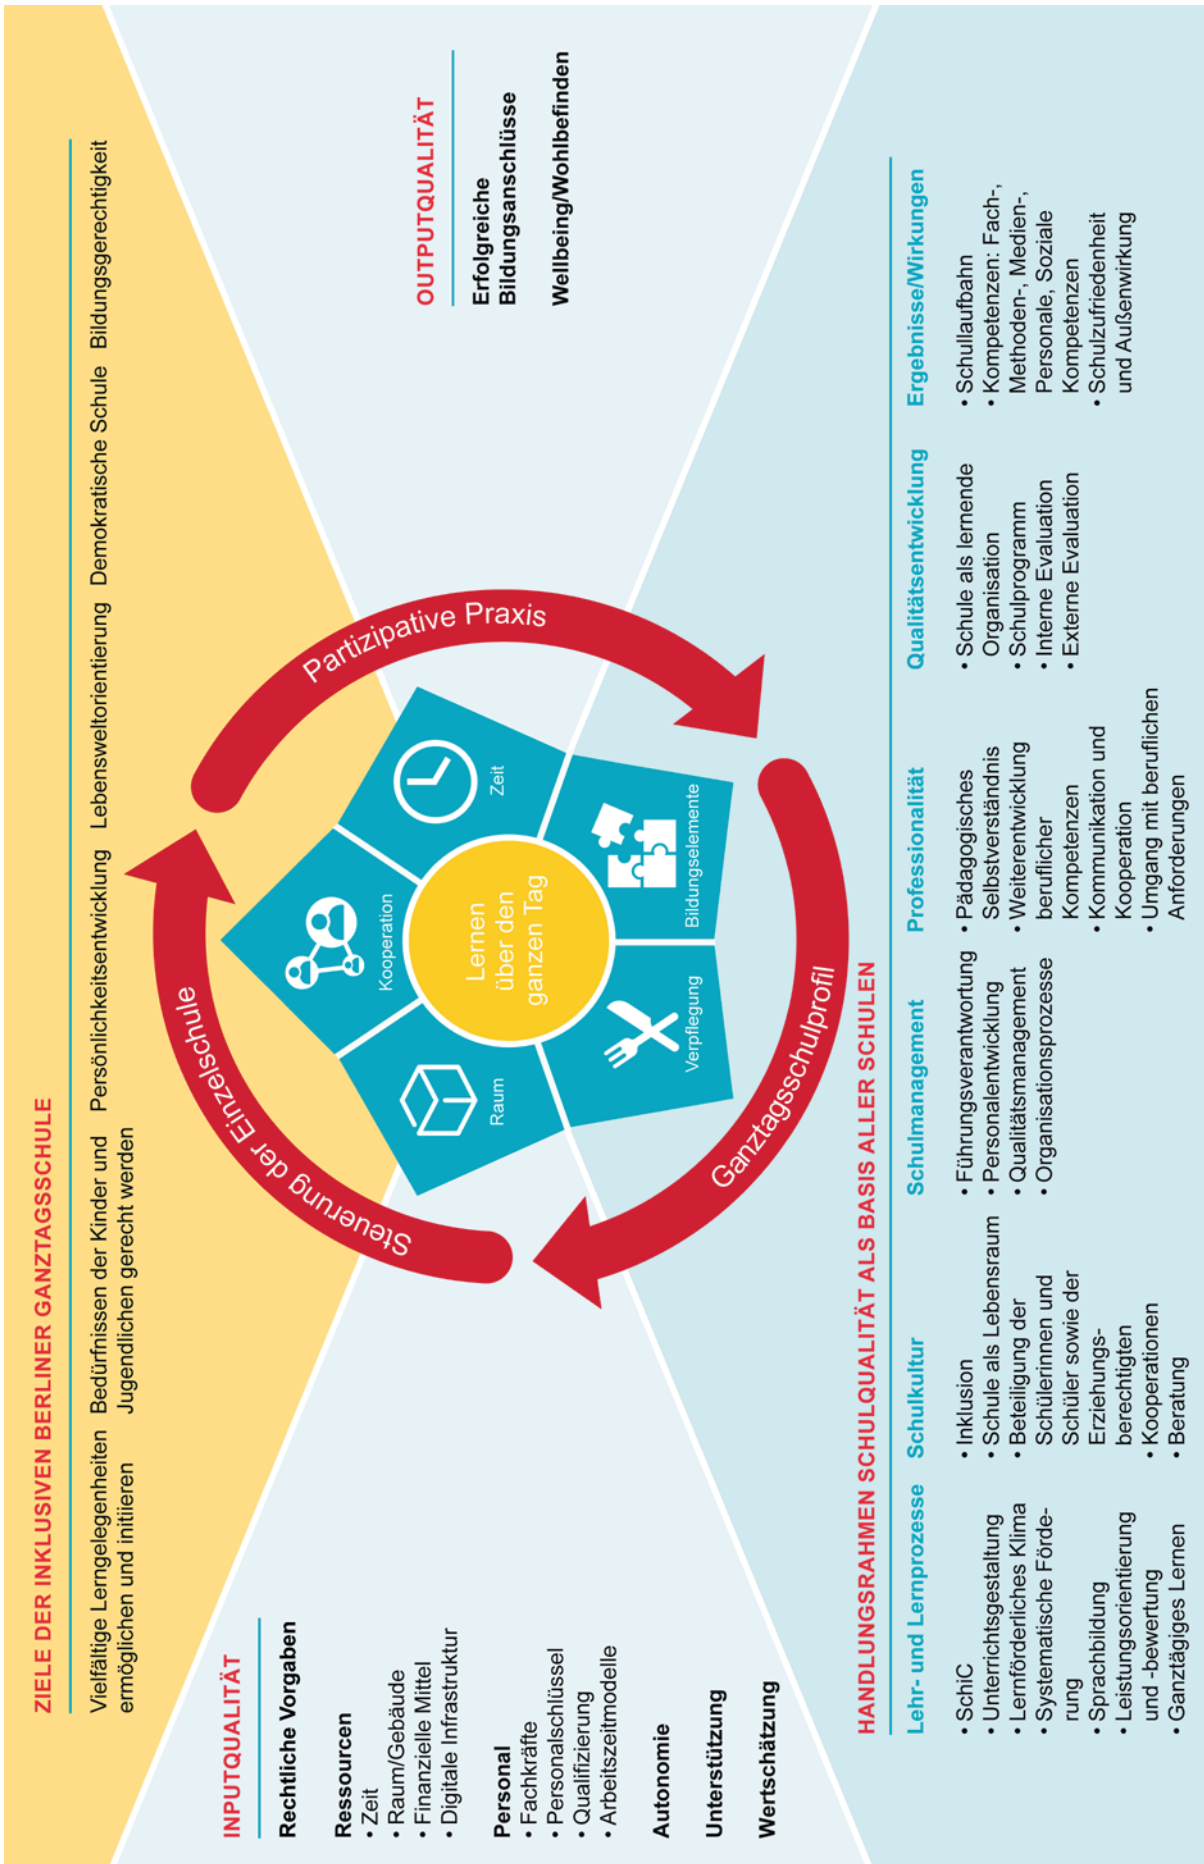 ZIELE DER INKLUSIVEN BERLINER GANZTAGSSCHULE
Vielfältige Lerngelegenheiten
ermöglichen und initiieren
Bedürfnissen der Kinder und
Jugendlichen gerecht werden
Persönlichkeitsentwicklung
Lebensweltorientierung
Demokratische Schule
Bildungsgerechtigkeit
INPUTQUALITÄT
Rechtliche Vorgaben
Ressourcen
• Zeit
• Raum/Gebäude
• Finanzielle Mittel
• Digitale Infrastruktur
Personal
• Fachkräfte
• Personalschlüssel
• Qualifizierung
• Arbeitszeitmodelle
Autonomie
Unterstützung
Wertschätzung
Steuerung der Einzelschule
Partizipative Praxis
Ganztagsschulprofil
Kooperation
Raum
Zeit
Lernen
über den
ganzen Tag
Verpflegung
Bildungselemente
OUTPUTQUALITÄT
Erfolgreiche
Bildungsanschlüsse
Wellbeing/Wohlbefinden
HANDLUNGSRAHMEN SCHULQUALITÄT ALS BASIS ALLER SCHULEN
Lehr- und Lernprozesse
• SchiC
• Unterrichtsgestaltung
• Lernförderliches Klima
• Systematische Förde-
rung
• Sprachbildung
• Leistungsorientierung
und -bewertung
• Ganztägiges Lernen
Schulkultur
• Inklusion
• Schule als Lebensraum
• Beteiligung der
Schülerinnen und
Schüler sowie der
Erziehungs-
berechtigten
• Kooperationen
• Beratung
Schulmanagement
• Führungsverantwortung
• Personalentwicklung
• Qualitätsmanagement
• Organisationsprozesse
Professionalität
• Pädagogisches
Selbstverständnis
• Weiterentwicklung
beruflicher
Kompetenzen
• Kommunikation und
Kooperation
• Umgang mit beruflichen
Anforderungen
Qualitätsentwicklung
• Schule als lernende
Organisation
• Schulprogramm
• Interne Evaluation
• Externe Evaluation
Ergebnisse/Wirkungen
• Schullaufbahn
• Kompetenzen: Fach-,
Methoden-, Medien-,
Personale, Soziale
Kompetenzen
• Schulzufriedenheit
und Außenwirkung